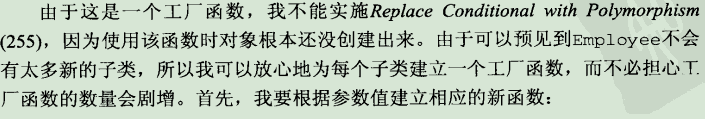 由于这是一个工厂函数，我不能实施Replace Conditional with Polymorphism
(255)，因为使用该函数时对象根本还没创建出来。由于可以预见到Employee不会
有太多新的子类，所以我可以放心地为每个子类建立一个工厂函数，而不必担心工
厂函数的数量会剧增。首先，我要根据参数值建立相应的新函数：